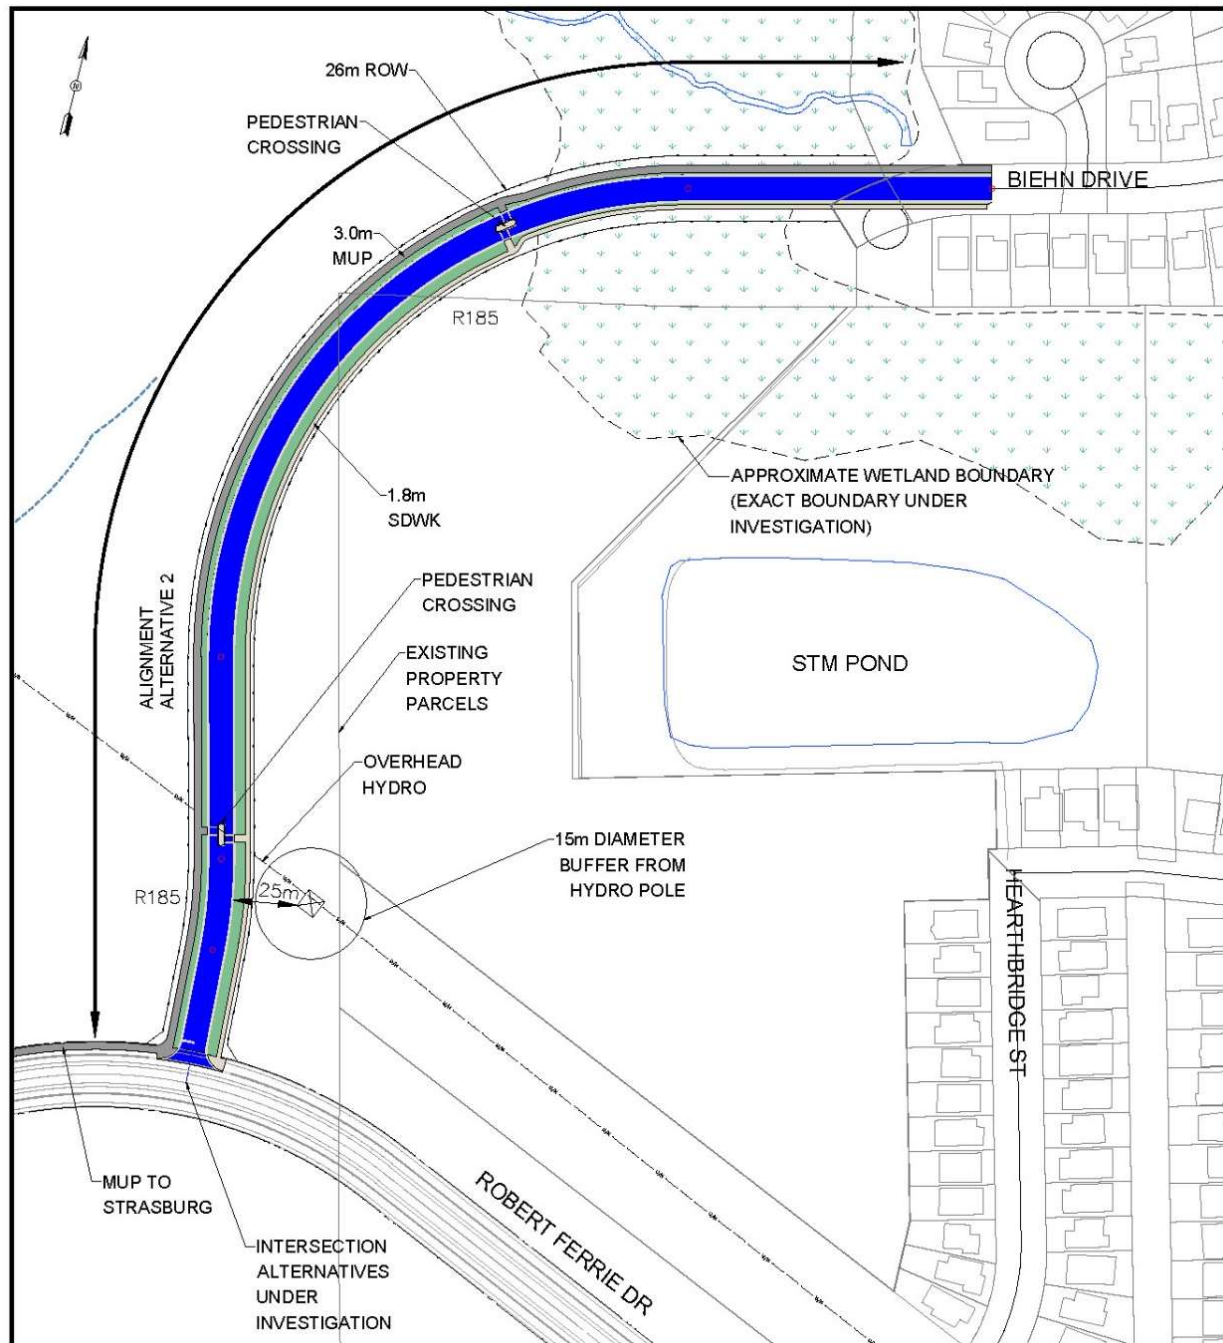 26m ROW
PEDESTRIAN
CROSSING
BIEHN DRIVE
3.0m
MUP
R185
APPROXIMATE WETLAND BOUNDARY
(EXACT BOUNDARY UNDER
INVESTIGATION)
1.8m
SDWK
PEDESTRIAN
CROSSING
ALIGNMENT
ALTERNATIVE 2
EXISTING
PROPERTY
PARCELS
STM POND
OVERHEAD
HYDRO
15m DIAMETER
BUFFER FROM
HYDRO POLE
R185
25m
HEARTHBRIDGE ST
MUP TO
STRASBURG
ROBERT FERRIE DR
INTERSECTION
ALTERNATIVES
UNDER
INVESTIGATION